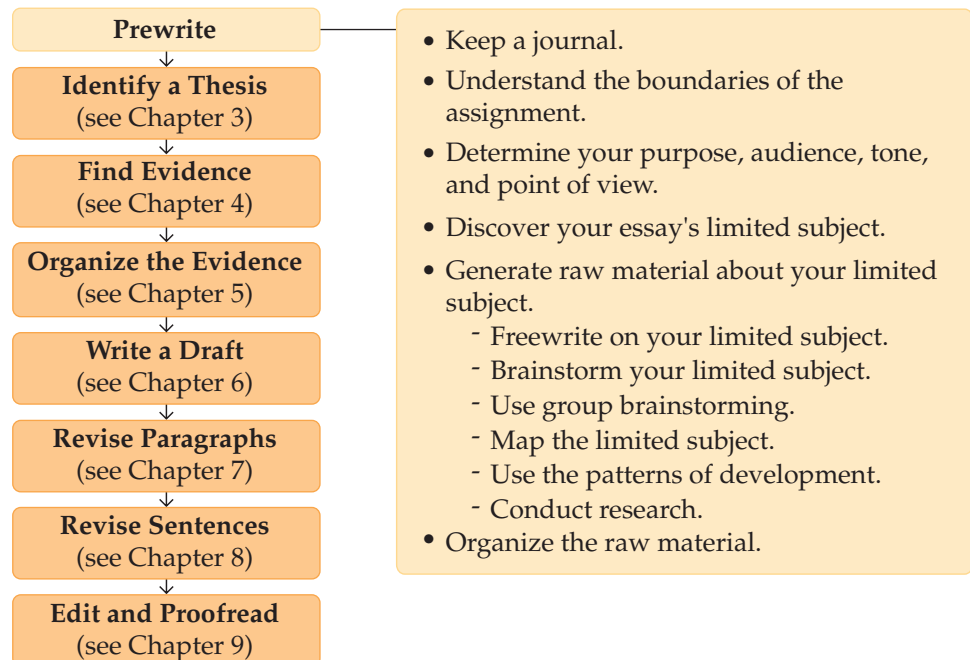 Prewrite
Identify a Thesis
(see Chapter 3)
Find Evidence
(see Chapter 4)
Organize the Evidence
(see Chapter 5)
Write a Draft
(see Chapter 6)
Revise Paragraphs
(see Chapter 7)
Revise Sentences
(see Chapter 8)
Edit and Proofread
(see Chapter 9)
• Keep a journal.
• Understand the boundaries of the
assignment.
• Determine your purpose, audience, tone,
and point of view.
• Discover your essay's limited subject.
• Generate raw material about your limited
subject.
- Freewrite on your limited subject.
- Brainstorm your limited subject.
- Use group brainstorming.
- Map the limited subject.
- Use the patterns of development.
- Conduct research.
• Organize the raw material.